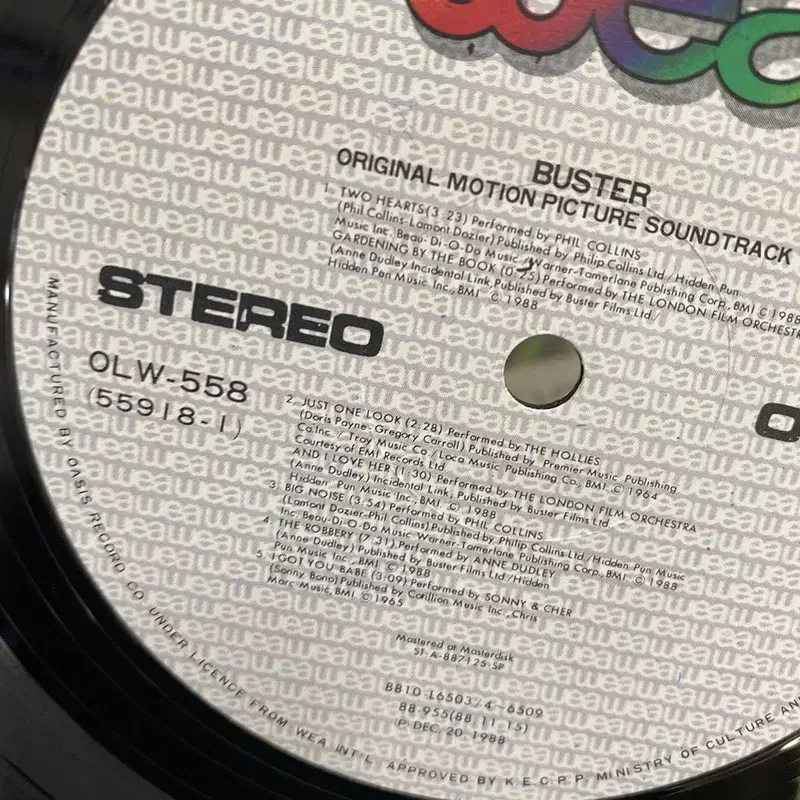 wea
BUSTER
ORIGINAL MOTION PICTURE SOUNDTRACK
1. TWO HEARTS (3:23) Performed by PHIL COLLINS
(Phil Collins-Lamont Dozier) Published by Philip Collins Ltd/Hidden Pun
Music Inc. Beau-Di-O-Do Music/Warner-Tamerlane Publishing Corp., BMI © 1988
GARDENING BY THE BOOK (0:25) Performed by THE LONDON FILM ORCHESTRA
(Anne Dudley Incidental Link, Published by Buster Films Ltd./
Hidden Pen Music Inc., BMI © 1988
STEREO
OLW-558
(55918-1)
2. JUST ONE LOOK (2:28) Performed by THE HOLLIES
(Doris Payne-Gregory Carroll) Published by Premier Music Publishing
Co. Inc./Troy Music Co./Loca Music Publishing Co., BMI © 1964
Courtesy of EMI Records Ltd
AND I LOVE HER (1:30) Performed by THE LONDON FILM ORCHESTRA
(Anne Dudley) Incidental Link; Published by Buster Films Ltd.
Hidden Pun Music Inc., BMI © 1988
3. BIG NOISE (3:54) Performed by PHIL COLLINS
(Lamont Dozier-Phil Collins) Published by Philip Collins Ltd./Hidden Pun Music
Inc. Beau-Di-O-Do Music Warner-Tamerlane Publishing Corp., BMI © 1988
4. THE ROBBERY (7:31) Performed by ANNE DUDLEY
(Anne Dudley) Published by Buster Films Ltd./Hidden
Pun Music Inc., BMI © 1988
5. I GOT YOU BABE (3:09) Performed by SONNY & CHER
(Sonny Bono) Published by Cotillion Music Inc., Chris
Marc Music, BMI © 1965
Mastered at Masterdisk
ST-A-887125-SP
BB10-L6503/4-6509
88-955(88.11.15)
(P) DEC. 20. 1988
MANUFACTURED BY OASIS RECORD CO UNDER LICENCE FROM WEA INT'L APPROVED BY K.E.C.P.P. MINISTRY OF CULTURE AN